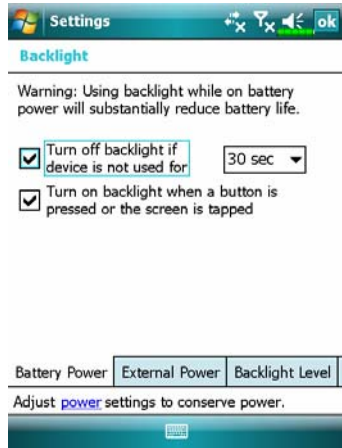 Settings
ok
Backlight
Warning: Using backlight while on battery
power will substantially reduce battery life.
Turn off backlight if
device is not used for
30 sec
Turn on backlight when a button is
pressed or the screen is tapped
Battery Power
External Power
Backlight Level
Adjust power settings to conserve power.